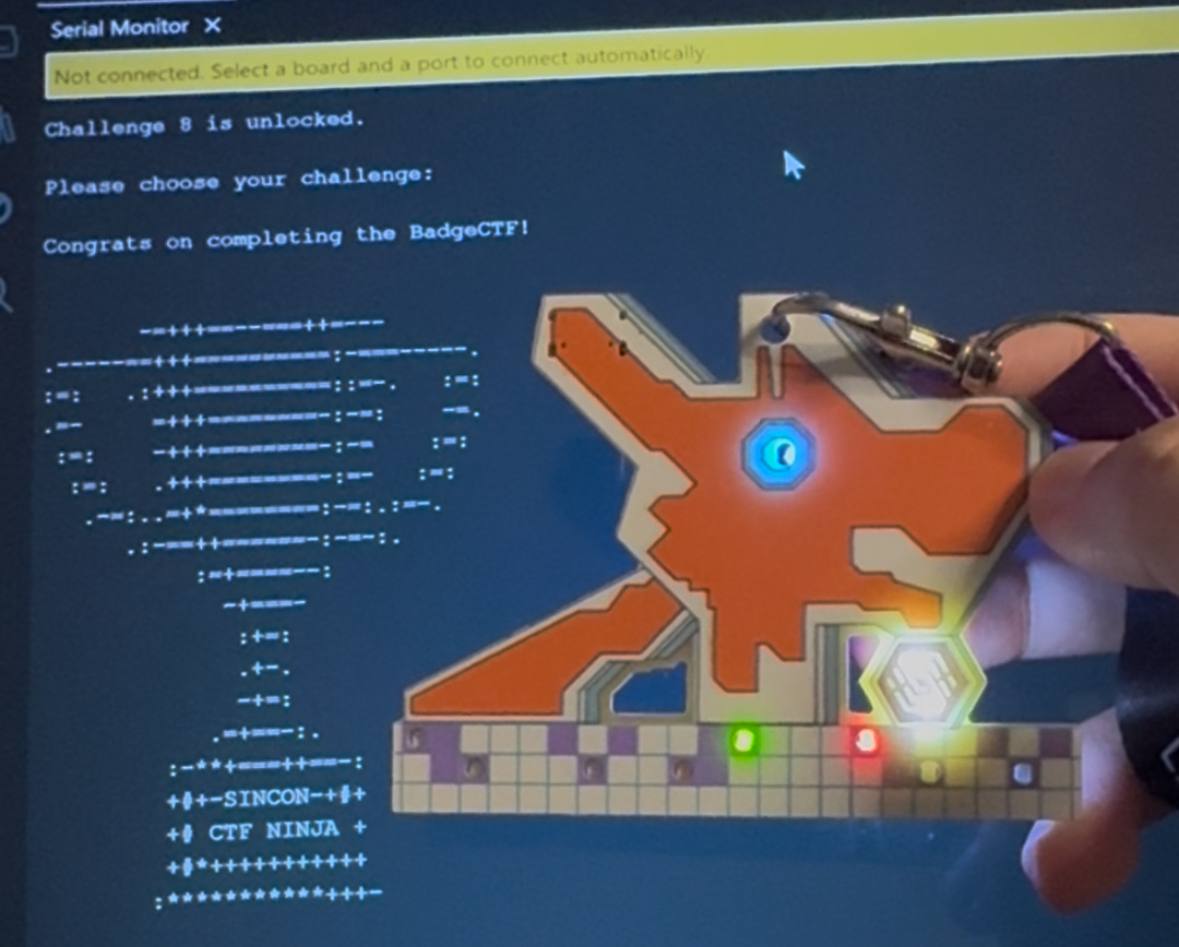 Serial Monitor X
Not connected. Select a board and a port to connect automatically.
Challenge 8 is unlocked.
Please choose your challenge:
Congrats on completing the BadgeCTF!
SINCON
CTF NINJA